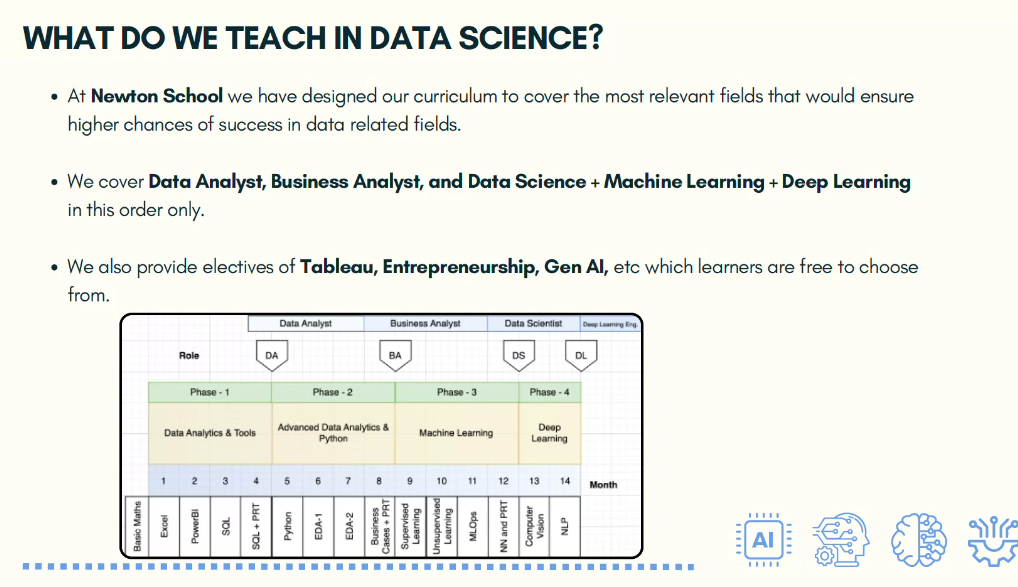 WHAT DO WE TEACH IN DATA SCIENCE?
• At Newton School we have designed our curriculum to cover the most relevant fields that would ensure
higher chances of success in data related fields.
• We cover Data Analyst, Business Analyst, and Data Science + Machine Learning + Deep Learning
in this order only.
• We also provide electives of Tableau, Entrepreneurship, Gen AI, etc which learners are free to choose
from.
Data Analyst Business Analyst Data Scientist Deep Learning Eng.
Role DA BA DS DL
Phase - 1 Phase - 2 Phase - 3 Phase - 4
Data Analytics & Tools
Advanced Data Analytics &
Python
Machine Learning
Deep
Learning
1 2 3 4 5 6 7 8 9 10 11 12 13 14 Month
Basic Maths
Excel
PowerBI
SQL
SQL + PRT
Python
EDA-1
EDA-2
Business
Cases + PRT
Supervised
Learning
Unsupervised
Learning
MLOps
NN and PRT
Computer
Vision
NLP
AI